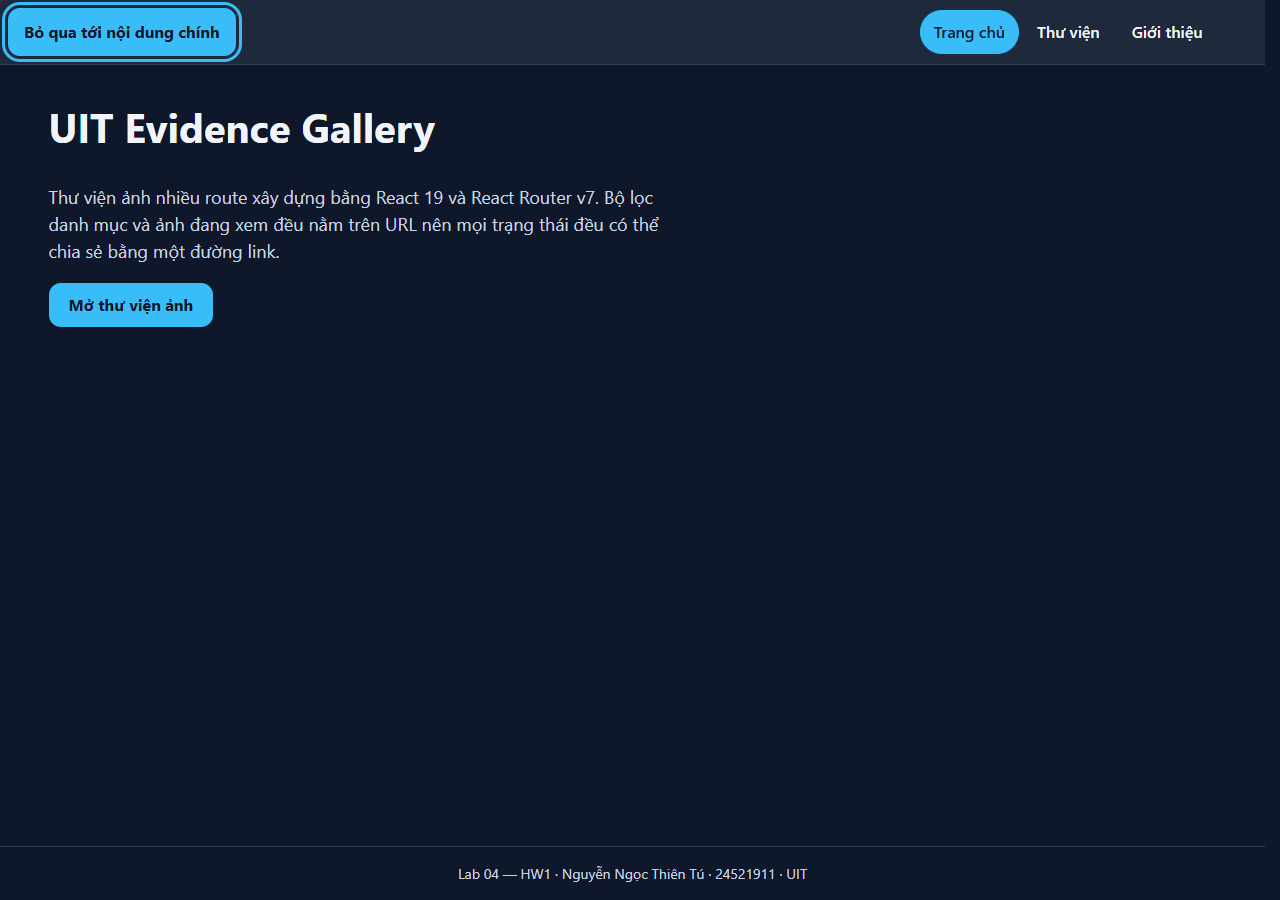 Bỏ qua tới nội dung chính
Trang chủ
Thư viện
Giới thiệu
UIT Evidence Gallery
Thư viện ảnh nhiều route xây dựng bằng React 19 và React Router v7. Bộ lọc
danh mục và ảnh đang xem đều nằm trên URL nên mọi trạng thái đều có thể
chia sẻ bằng một đường link.
Mở thư viện ảnh
Lab 04 — HW1 · Nguyễn Ngọc Thiên Tú · 24521911 · UIT